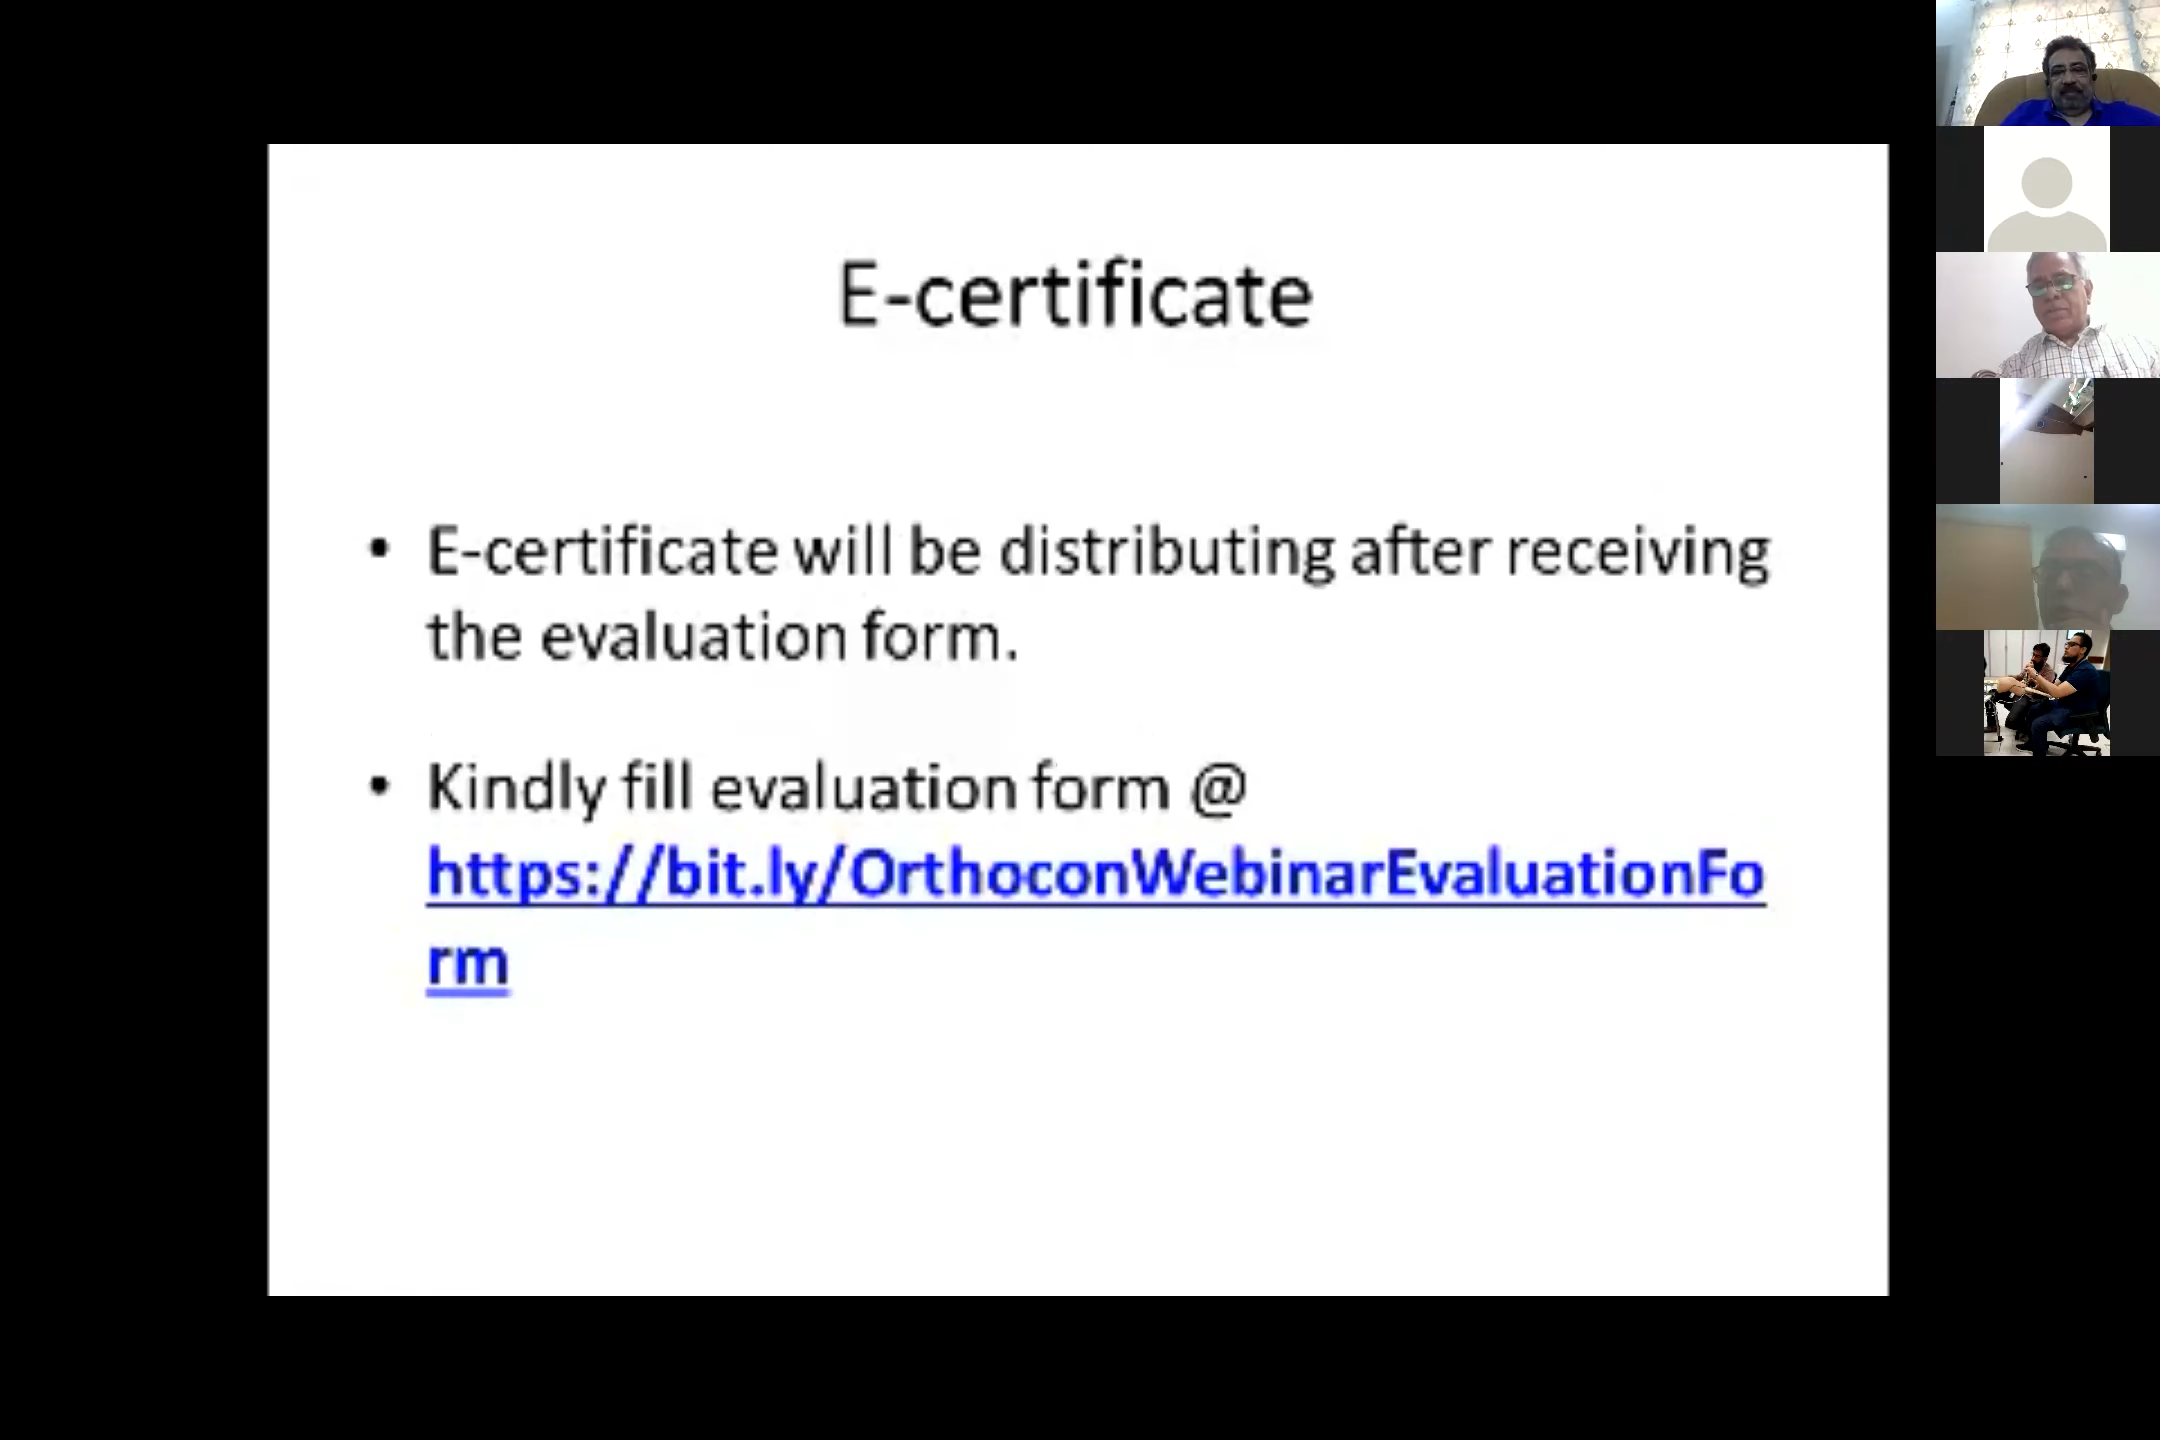 E-certificate
• E-certificate will be distributing after receiving
the evaluation form.
• Kindly fill evaluation form @
https://bit.ly/OrthoconWebinarEvaluationFo
rm